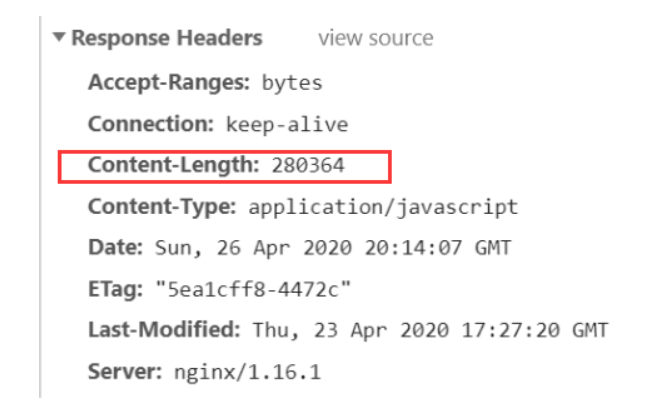 ▼ Response Headers view source
Accept-Ranges: bytes
Connection: keep-alive
Content-Length: 280364
Content-Type: application/javascript
Date: Sun, 26 Apr 2020 20:14:07 GMT
ETag: "5ea1cff8-4472c"
Last-Modified: Thu, 23 Apr 2020 17:27:20 GMT
Server: nginx/1.16.1